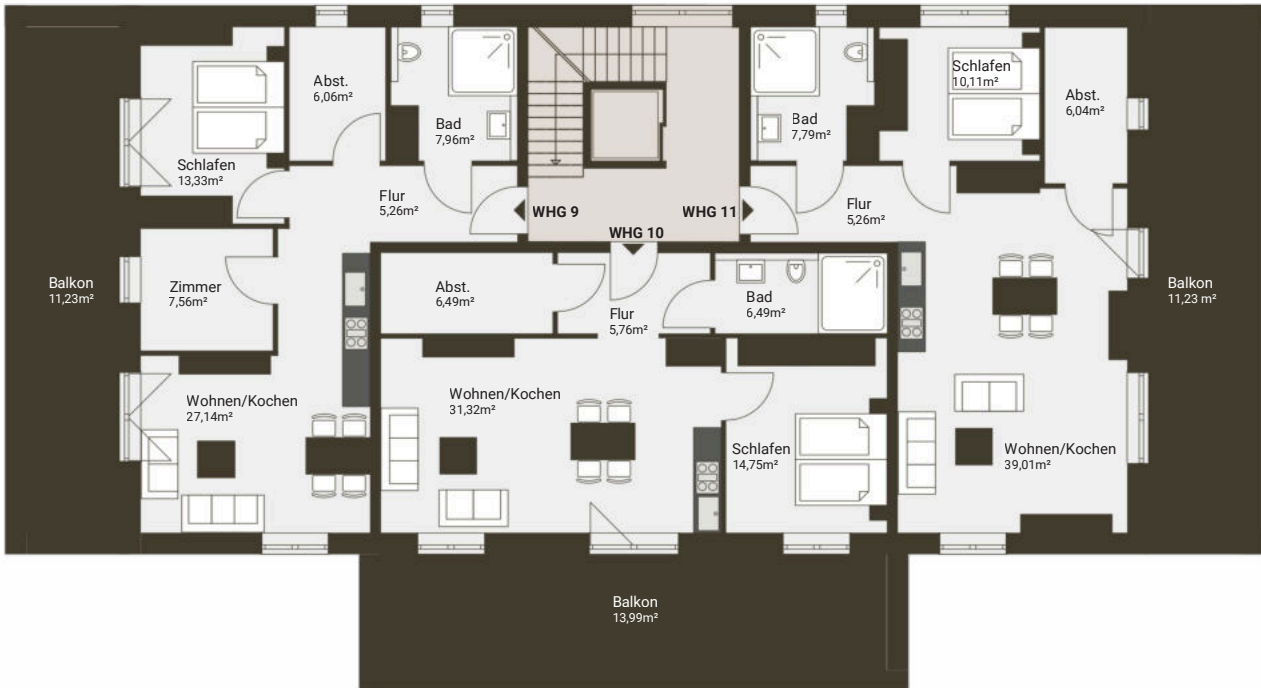 Abst.
6,06m²
Bad
7,96m²
Schlafen
13,33m²
Flur
5,26m²
WHG 9
WHG 10
WHG 11
Bad
7,79m²
Schlafen
10,11m²
Abst.
6,04m²
Flur
5,26m²
Balkon
11,23m²
Zimmer
7,56m²
Abst.
6,49m²
Flur
5,76m²
Bad
6,49m²
Balkon
11,23 m²
Wohnen/Kochen
27,14m²
Wohnen/Kochen
31,32m²
Schlafen
14,75m²
Wohnen/Kochen
39,01m²
Balkon
13,99m²